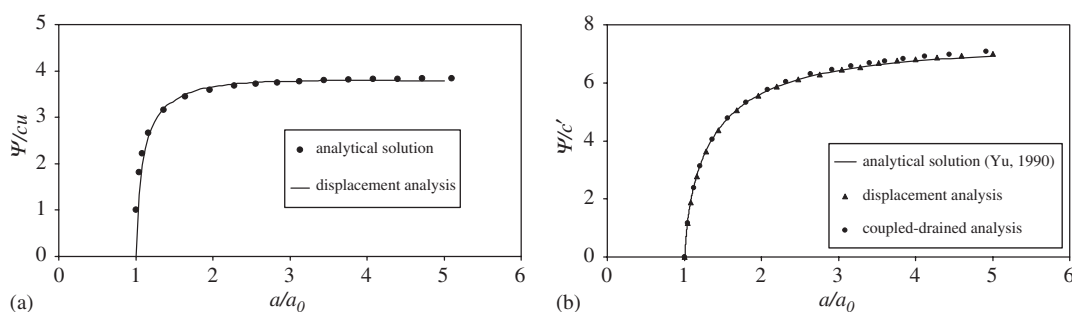 5
4
3
2
1
0
Ψ/cu
analytical solution
displacement analysis
0 1 2 3 4 5 6
a/a0
(a)
8
6
4
2
0
Ψ/c′
analytical solution (Yu, 1990)
displacement analysis
coupled-drained analysis
0 1 2 3 4 5 6
a/a0
(b)